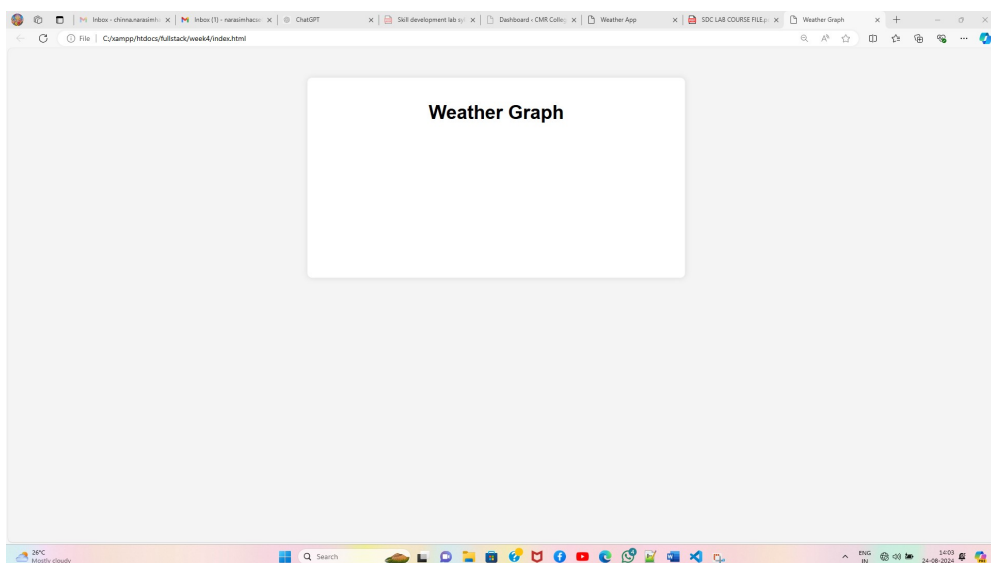 Inbox - chinna.narasimh
Inbox (1) - narasimhacs
ChatGPT
Skill development lab sy
Dashboard - CMR Colleg
Weather App
SDC LAB COURSE FILE.p
Weather Graph
File
C:/xampp/htdocs/fullstack/week4/index.html
Weather Graph
26°C
Mostly cloudy
Search
ENG
IN
14:03
24-08-2024